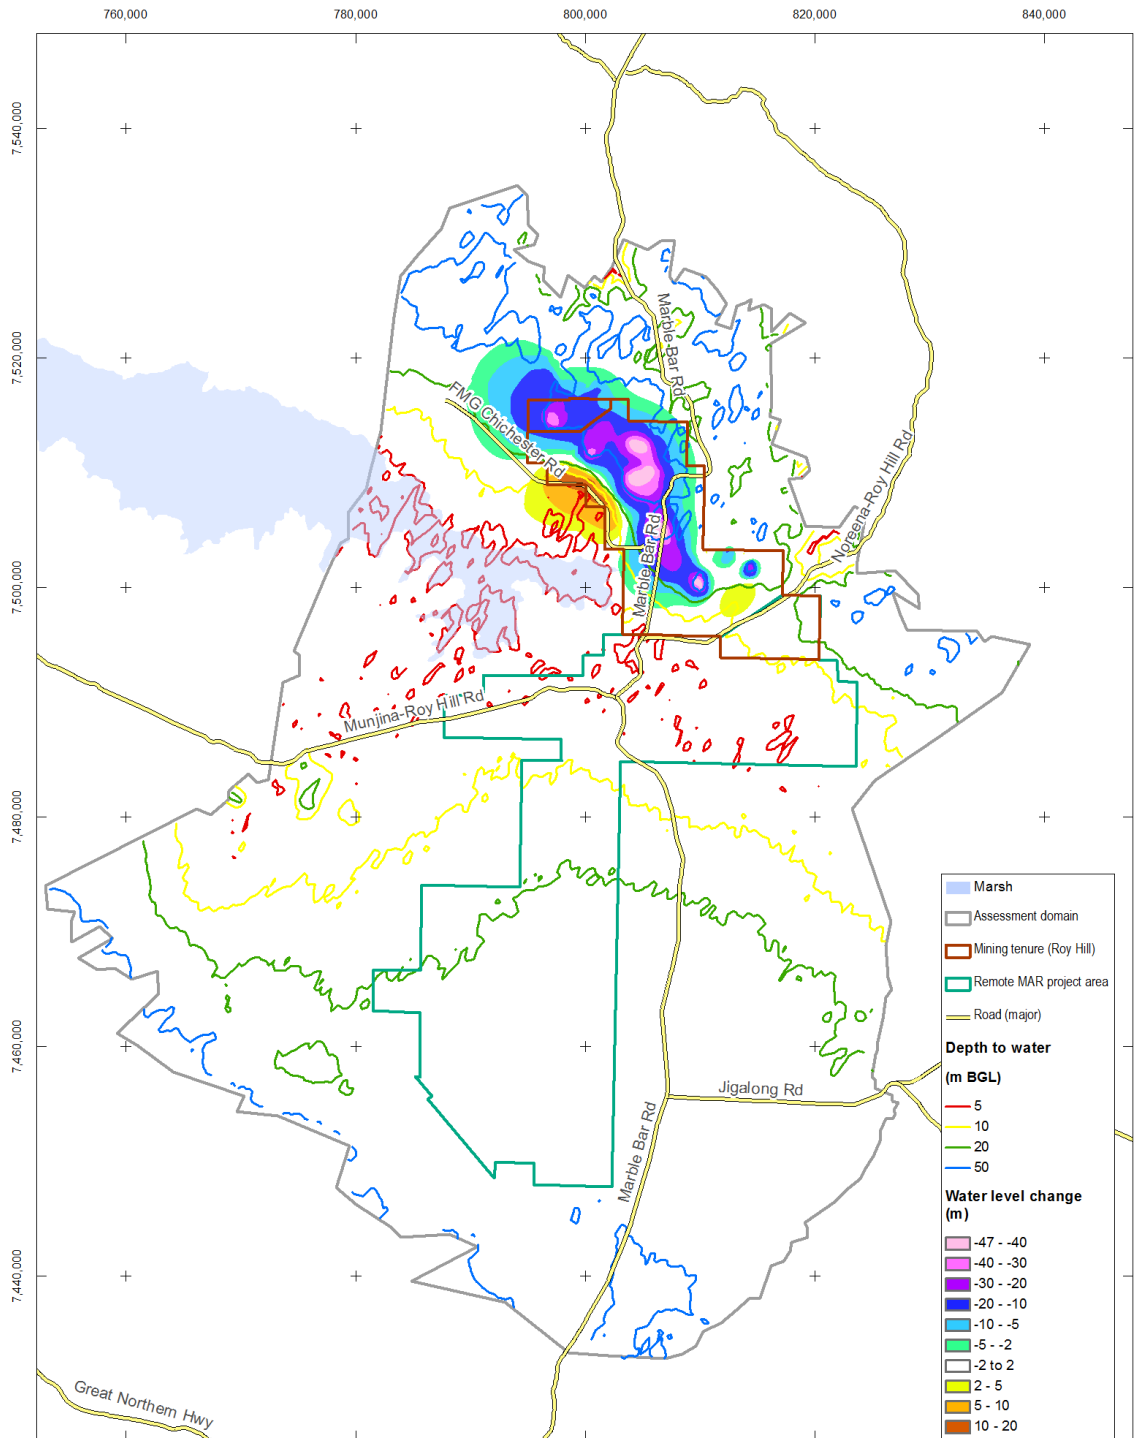 760,000
780,000
800,000
820,000
840,000
7,540,000
7,520,000
7,500,000
7,480,000
7,460,000
7,440,000
Marble Bar Rd
FMG Chichester Rd
Noreena-Roy Hill Rd
Marble Bar Rd
Munjina-Roy Hill Rd
Jigalong Rd
Marble Bar Rd
Great Northern Hwy
Marsh
Assessment domain
Mining tenure (Roy Hill)
Remote MAR project area
Road (major)
Depth to water
(m BGL)
5
10
20
50
Water level change
(m)
-47 - -40
-40 - -30
-30 - -20
-20 - -10
-10 - -5
-5 - -2
-2 to 2
2 - 5
5 - 10
10 - 20